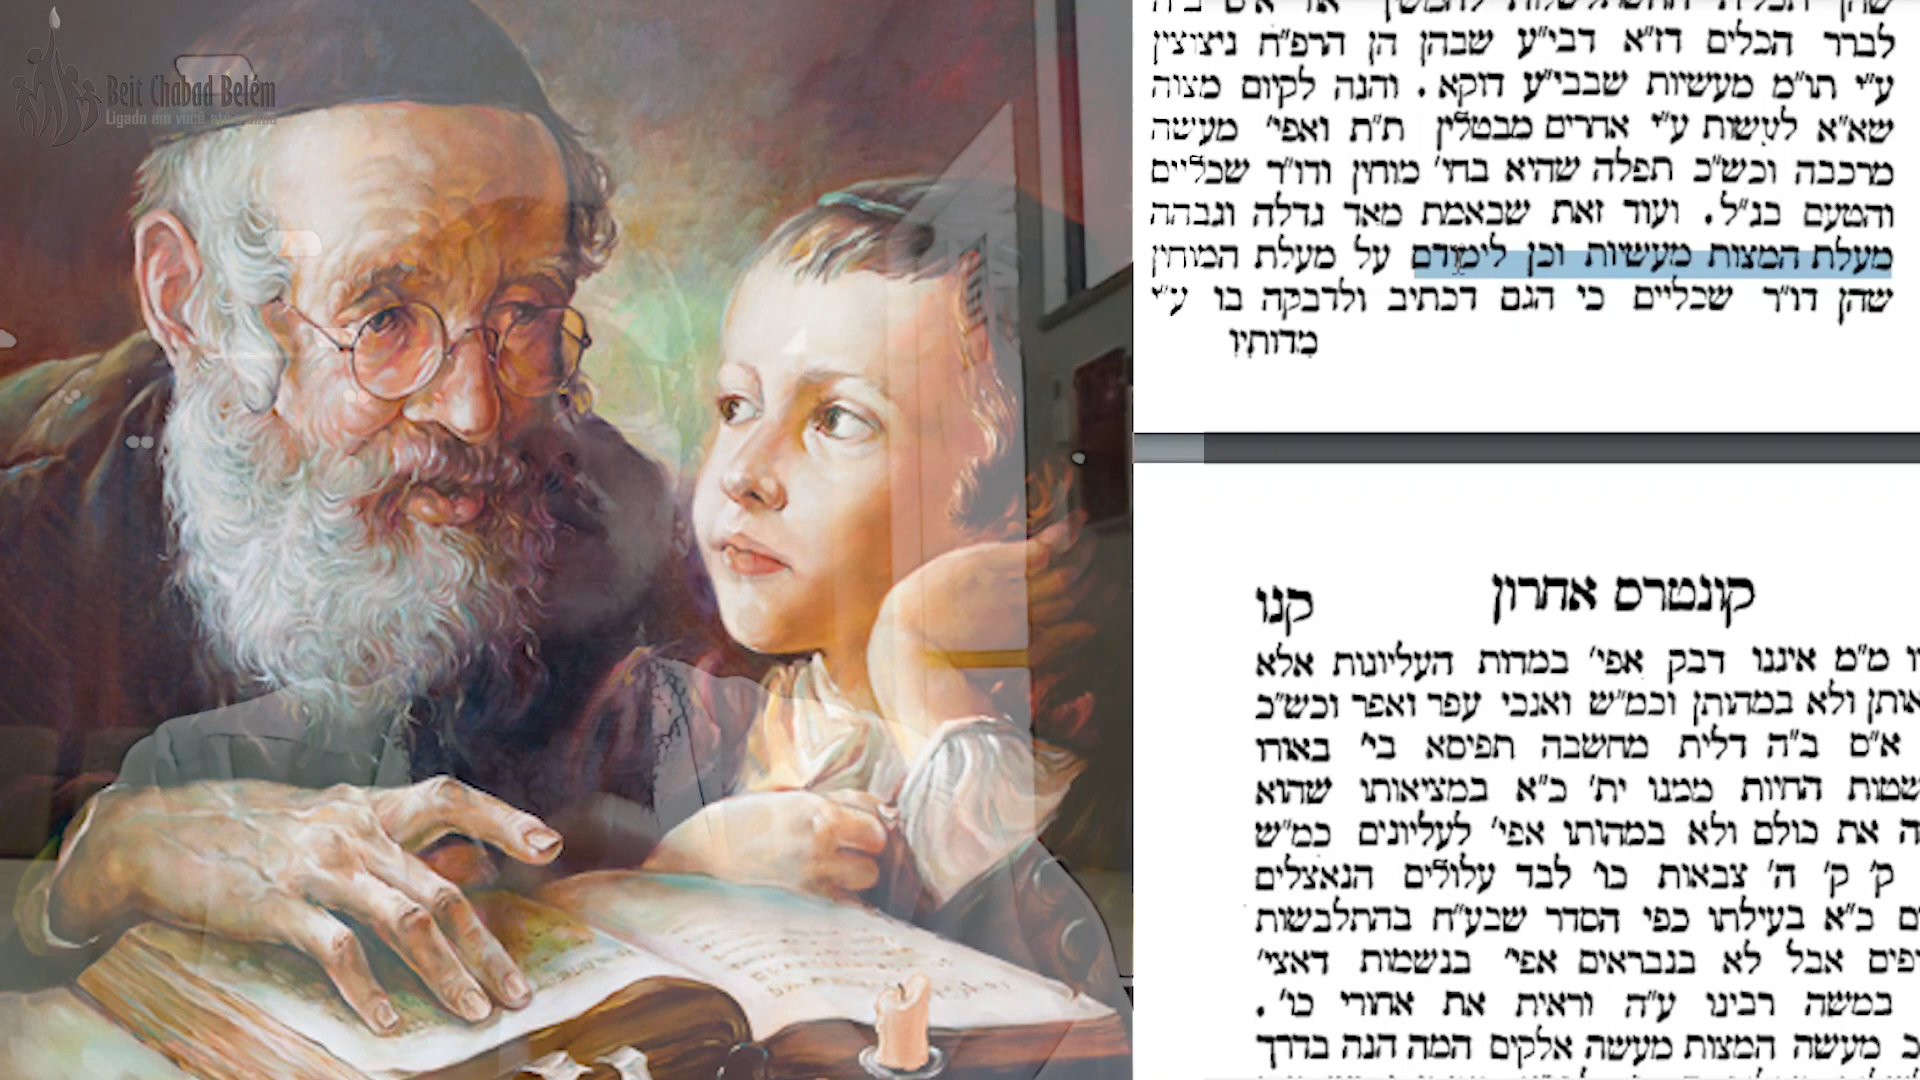 Beit Chabad Belém
Ligado em você
לברר הכלים דז"א דבי"ע שבהן הן הרפ"ח ניצוצין
ע"י תו"מ מעשיות שבבי"ע דוקא. והנה לקיום מצוה
שא"א לעשות ע"י אחרים מבטלין ת"ת ואפי' מעשה
מרכבה וכש"כ תפלה שהיא בחי' מוחין ודו"ר שכליים
והטעם כנ"ל. ועוד זאת שבאמת מאד גדלה וגבהה
מעלת המצות מעשיות וכן לימודם על מעלת המוחין
שהן דו"ר שכליים כי הגם דכתיב ולדבקה בו ע"י
מדותיו
קונטרס אחרון קנו
מ"מ איננו דבק אפי' במדות העליונות אלא
ולא במהותן וכמ"ש ואנכי עפר ואפר וכש"כ
א"ס ב"ה דלית מחשבה תפיסא בי' באורו
החיות ממנו ית' כ"א במציאותו שהוא
את כולם ולא במהותו אפי' לעליונים כמ"ש
ק' ק' ה' צבאות כו' לבד עלולים הנאצלים
כ"א בעילתו כפי הסדר שבע"ח בהתלבשות
אבל לא בנבראים אפי' בנשמות דאצי'
במשה רבינו ע"ה וראית את אחורי כו'.
מעשה המצות מעשה אלקים המה הנה בדרך